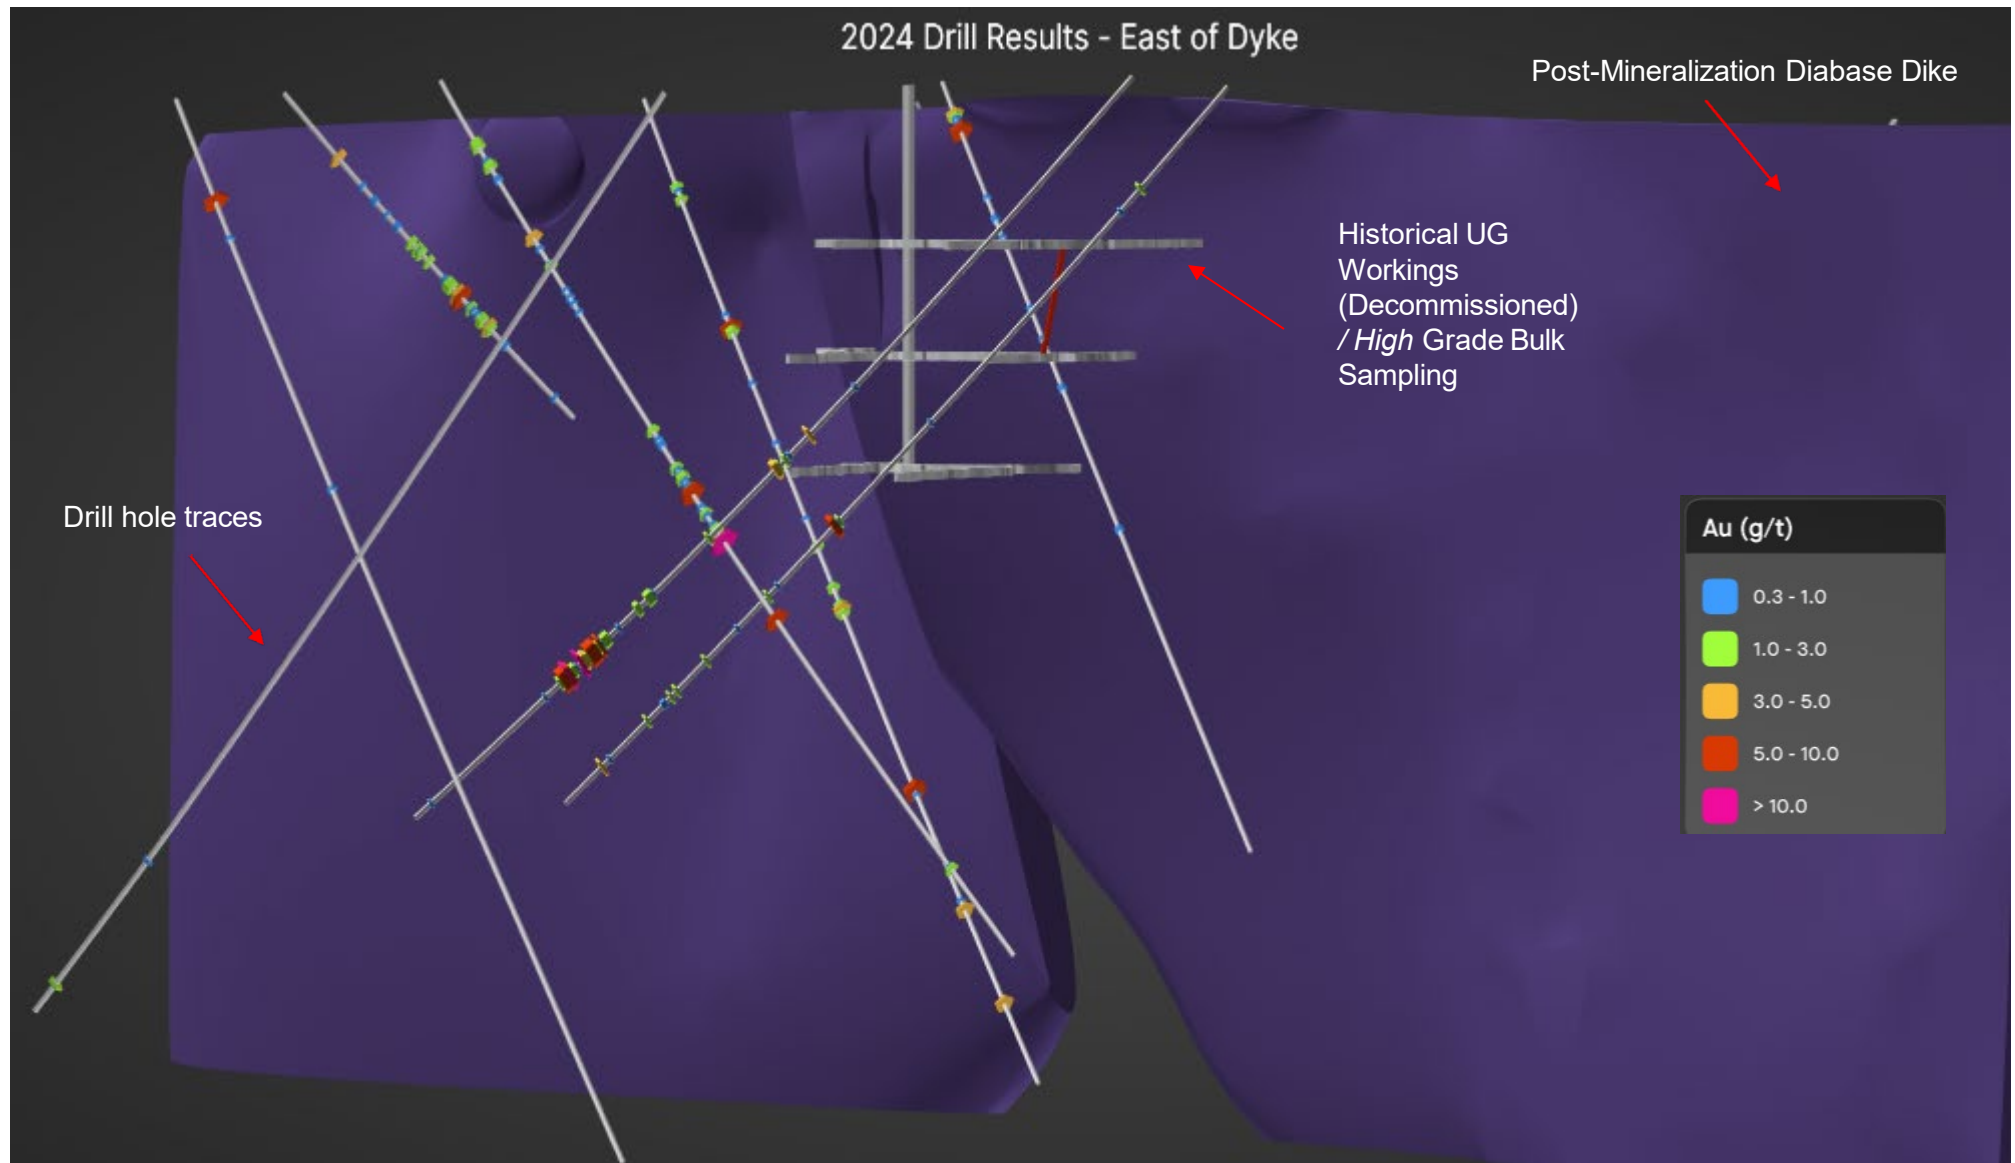 2024 Drill Results - East of Dyke
Post-Mineralization Diabase Dike
Historical UG
Workings
(Decommissioned)
/ High Grade Bulk
Sampling
Drill hole traces
Au (g/t)
0.3 - 1.0
1.0 - 3.0
3.0 - 5.0
5.0 - 10.0
> 10.0